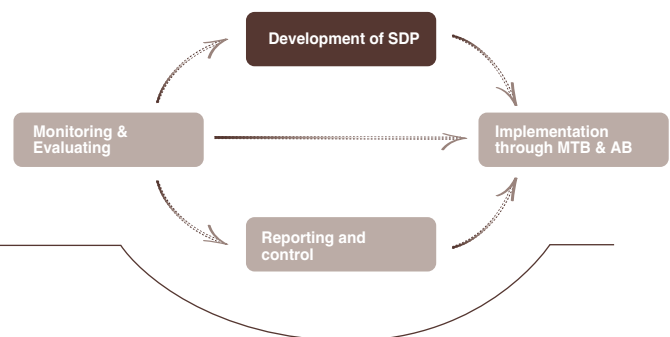 Development of SDP
Monitoring &
Evaluating
Implementation
through MTB & AB
Reporting and
control